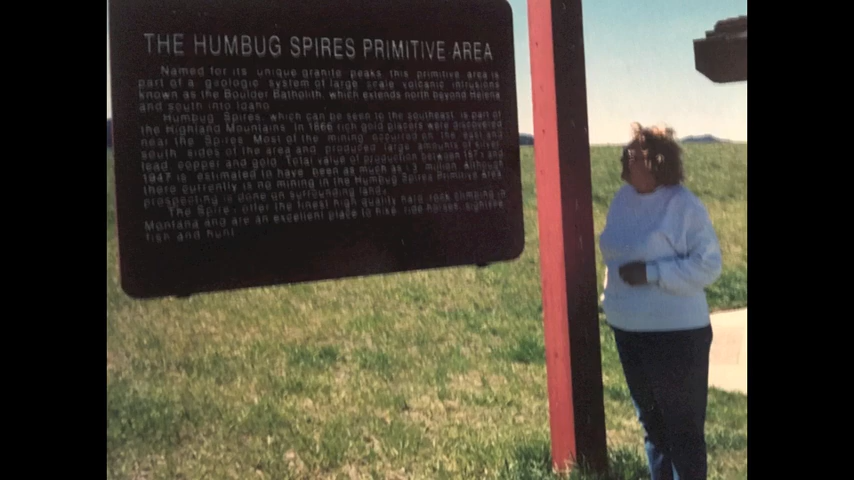 THE HUMBUG SPIRES PRIMITIVE AREA
Named for its unique granite peaks this primitive area is
part of a geologic system of large scale volcanic intrusions
known as the Boulder Batholith, which extends north beyond Helena
and south into Idaho.
Humbug Spires, which can be seen to the southeast is part of
the Highland Mountains. In 1866 rich gold placers were discovered
near the Spires. Most of the mining occurred on the east and
south sides of the area and produced large amounts of silver
lead copper and gold. Total value of production between and
1947 is estimated to have been as much as million. Although
there currently is no mining in the Humbug Spires Primitive Area
prospecting is done on surrounding land.
The Spires offer the finest high quality hard rock climbing in
Montana and are an excellent place to hike ride horses sightsee
fish and hunt